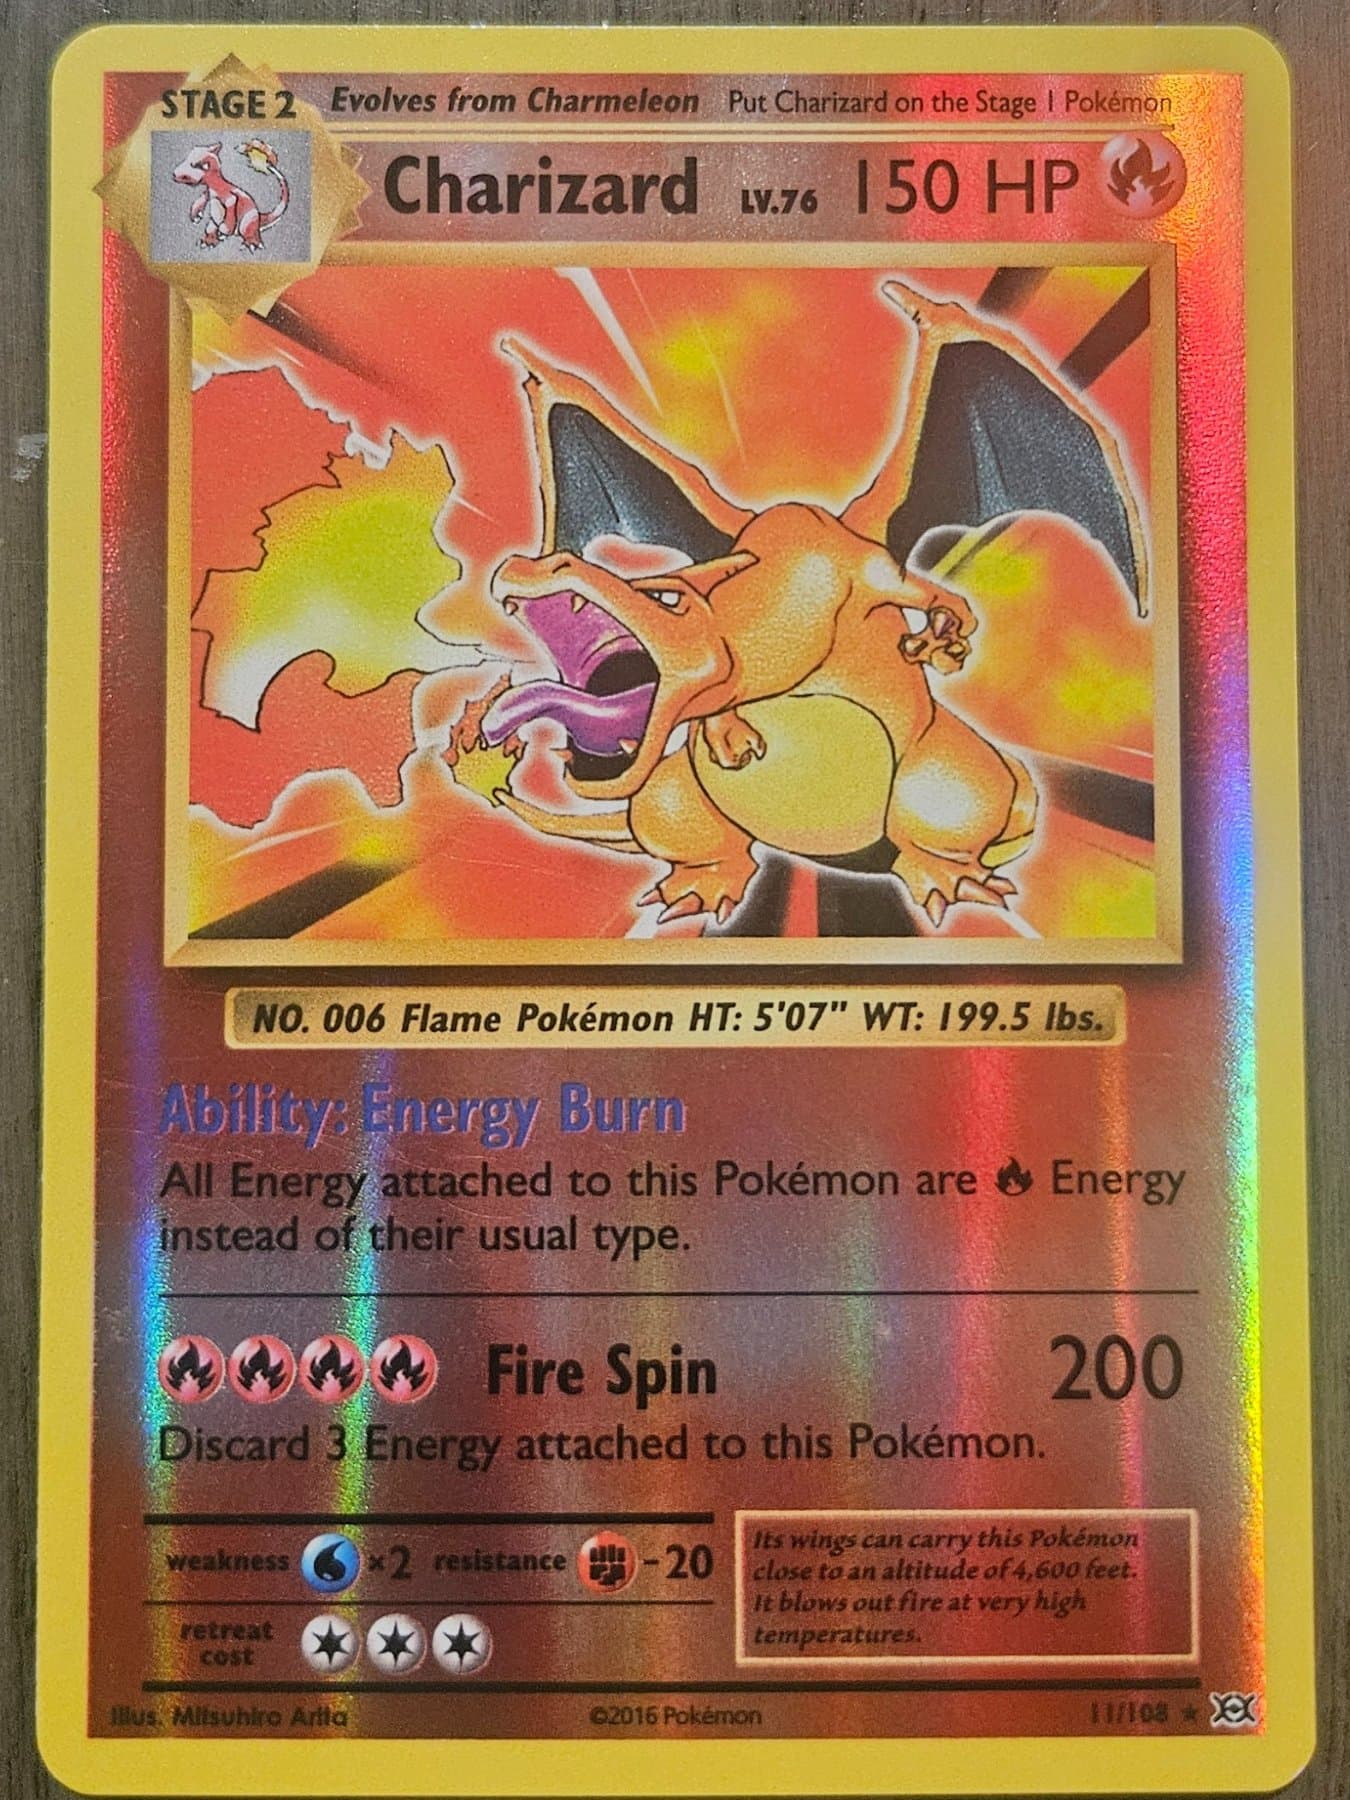 STAGE 2 Evolves from Charmeleon Put Charizard on the Stage 1 Pokémon
Charizard LV.76 150 HP
NO. 006 Flame Pokémon HT: 5'07" WT: 199.5 lbs.
Ability: Energy Burn
All Energy attached to this Pokémon are Energy
instead of their usual type.
Fire Spin 200
Discard 3 Energy attached to this Pokémon.
weakness ×2 resistance -20
retreat
cost
Its wings can carry this Pokémon
close to an altitude of 4,600 feet.
It blows out fire at very high
temperatures.
Illus. Mitsuhiro Arita ©2016 Pokémon 11/108 ★